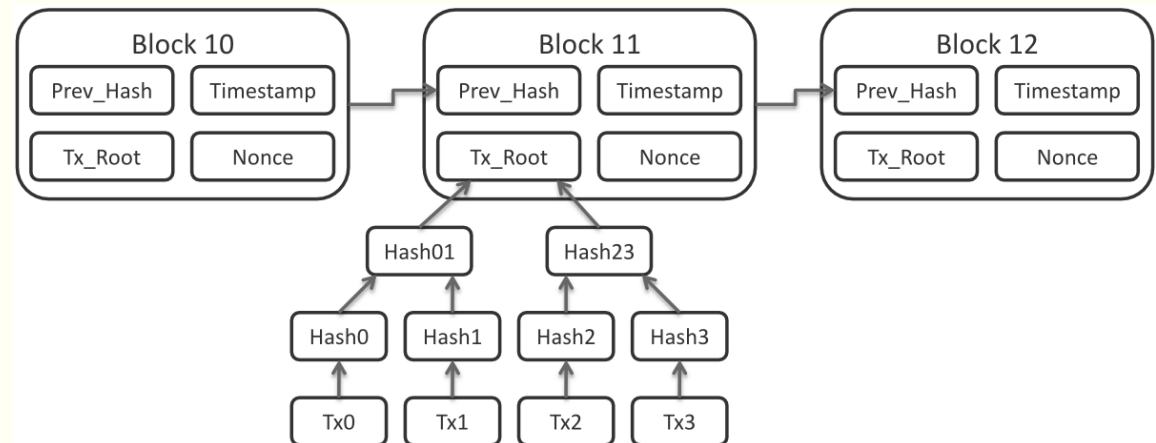 Block 10 Block 11 Block 12
Prev_Hash Timestamp Prev_Hash Timestamp Prev_Hash Timestamp
Tx_Root Nonce Tx_Root Nonce Tx_Root Nonce
Hash01 Hash23
Hash0 Hash1 Hash2 Hash3
Tx0 Tx1 Tx2 Tx3